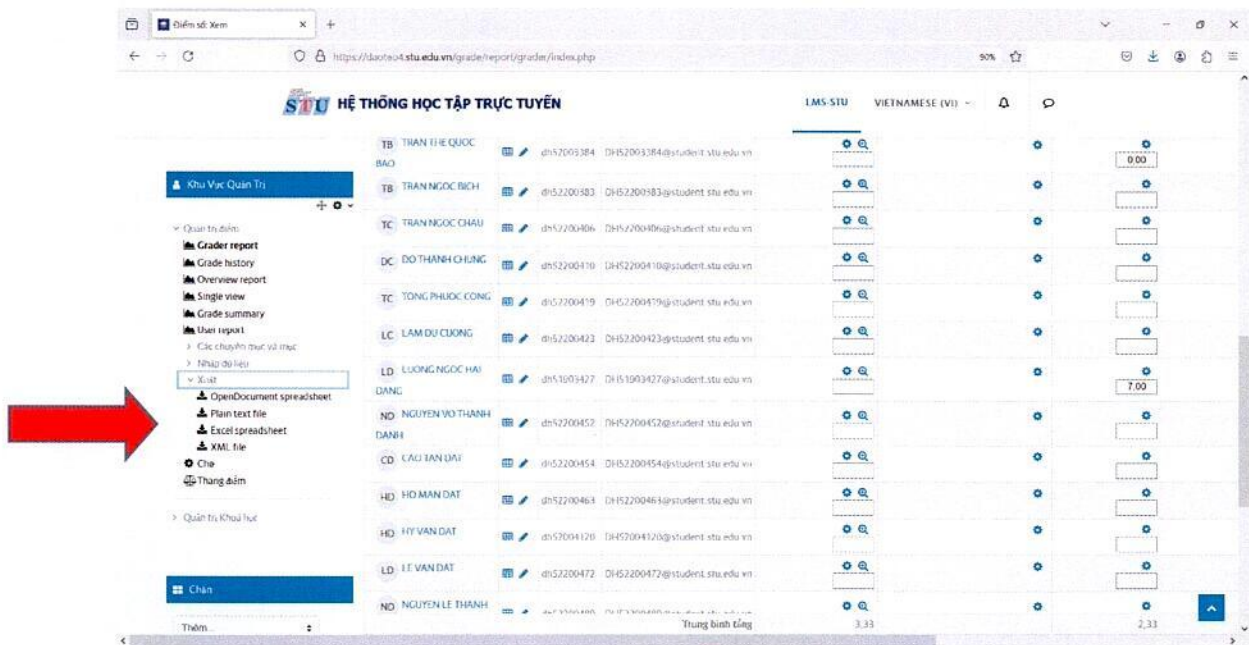 Điểm số: Xem
https://daotao4.stu.edu.vn/grade/report/grader/index.php
90%
STU HỆ THỐNG HỌC TẬP TRỰC TUYẾN
LMS-STU VIETNAMESE (VI)
Khu Vực Quản Trị
Quản trị điểm
Grader report
Grade history
Overview report
Single view
Grade summary
User report
Các chuyên mục và mục
Nhập dữ liệu
Xuất
OpenDocument spreadsheet
Plain text file
Excel spreadsheet
XML file
Chữ
Thang điểm
Quản trị Khoá học
Chặn
Thêm...
TB TRAN THE QUOC BAO dh52003384 DH52003384@student.stu.edu.vn 0.00
TB TRAN NGOC BICH dh52200383 DH52200383@student.stu.edu.vn
TC TRAN NGOC CHAU dh52200406 DH52200406@student.stu.edu.vn
DC DO THANH CHUNG dh52200410 DH52200410@student.stu.edu.vn
TC TONG PHUOC CONG dh52200419 DH52200419@student.stu.edu.vn
LC LAM DU CUONG dh52200423 DH52200423@student.stu.edu.vn
LD LUONG NGOC HAI DANG dh51903427 DH51903427@student.stu.edu.vn 7.00
ND NGUYEN VO THANH DANH dh52200452 DH52200452@student.stu.edu.vn
CD CAO TAN DAT dh52200454 DH52200454@student.stu.edu.vn
HD HO MAN DAT dh52200463 DH52200463@student.stu.edu.vn
HD HY VAN DAT dh52004120 DH52004120@student.stu.edu.vn
LD LE VAN DAT dh52200472 DH52200472@student.stu.edu.vn
ND NGUYEN LE THANH
Trung bình tổng 3,33 2,33